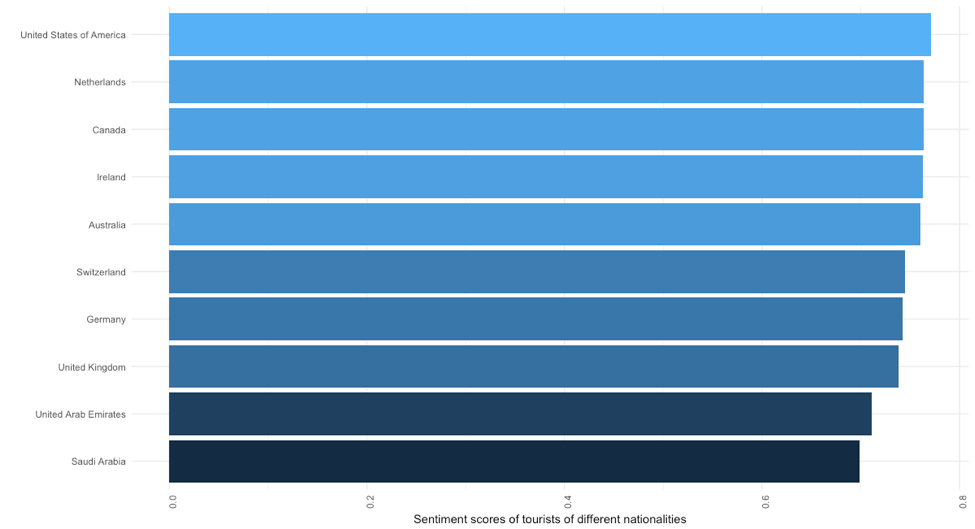 United States of America
Netherlands
Canada
Ireland
Australia
Switzerland
Germany
United Kingdom
United Arab Emirates
Saudi Arabia
0.0 0.2 0.4 0.6 0.8
Sentiment scores of tourists of different nationalities